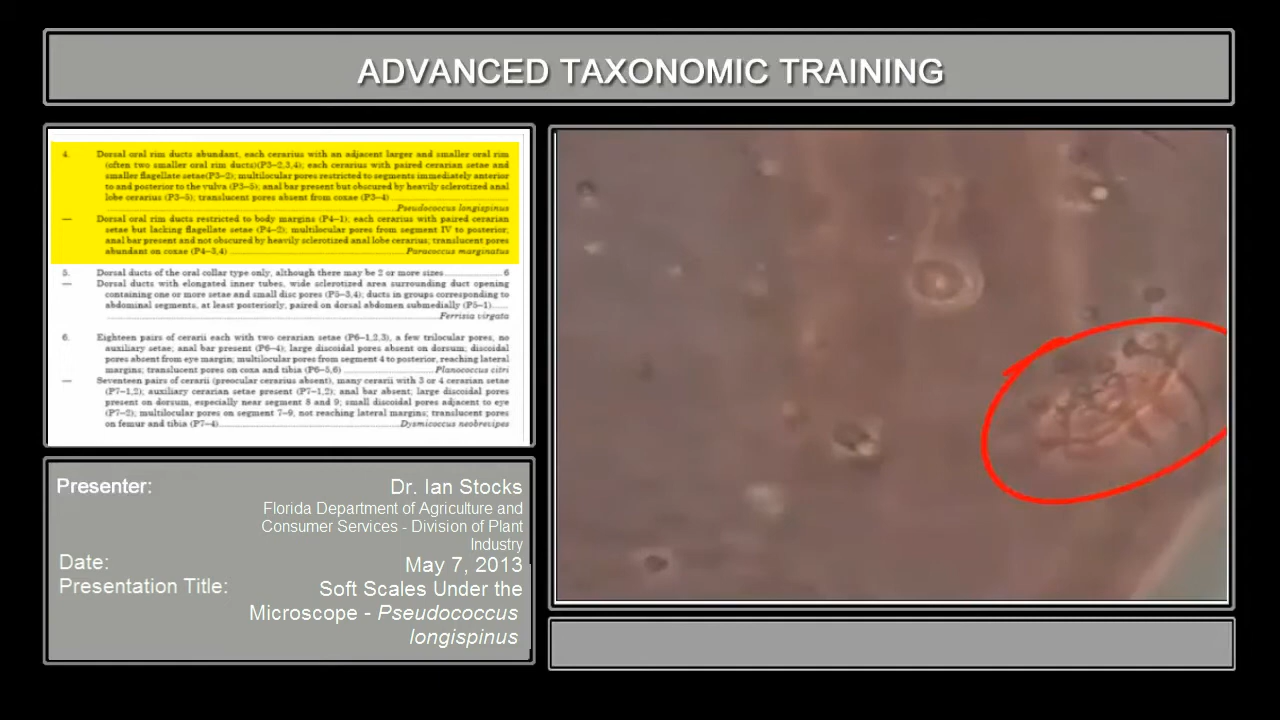 ADVANCED TAXONOMIC TRAINING
4. Dorsal oral rim ducts abundant, each cerarius with an adjacent larger and smaller oral rim
(often two smaller oral rim ducts)(P3–2,3,4); each cerarius with paired cerarian setae and
smaller flagellate setae(P3–2); multilocular pores restricted to segments immediately anterior
to and posterior to the vulva (P3–5); anal bar present but obscured by heavily sclerotized anal
lobe cerarius (P3–5); translucent pores absent from coxae (P3–4)
Pseudococcus longispinus
— Dorsal oral rim ducts restricted to body margins (P4–1); each cerarius with paired cerarian
setae but lacking flagellate setae (P4–2); multilocular pores from segment IV to posterior;
anal bar present and not obscured by heavily sclerotized anal lobe cerarius; translucent pores
abundant on coxae (P4–3,4) Paracoccus marginatus
5. Dorsal ducts of the oral collar type only, although there may be 2 or more sizes 6
— Dorsal ducts with elongated inner tubes, wide sclerotized area surrounding duct opening
containing one or more setae and small disc pores (P5–3,4); ducts in groups corresponding to
abdominal segments, at least posteriorly, paired on dorsal abdomen submedially (P5–1)
Ferrisia virgata
6. Eighteen pairs of cerarii each with two cerarian setae (P6–1,2,3), a few trilocular pores, no
auxiliary setae; anal bar present (P6–4); large discoidal pores absent on dorsum; discoidal
pores absent from eye margin; multilocular pores from segment 4 to posterior, reaching lateral
margins; translucent pores on coxa and tibia (P6–5,6) Planococcus citri
— Seventeen pairs of cerarii (preocular cerarius absent), many cerarii with 3 or 4 cerarian setae
(P7–1,2); auxiliary cerarian setae present (P7–1,2); anal bar absent; large discoidal pores
present on dorsum, especially near segment 8 and 9; small discoidal pores adjacent to eye
(P7–2); multilocular pores on segment 7–9, not reaching lateral margins; translucent pores
on femur and tibia (P7–4) Dysmicoccus neobrevipes
Presenter: Dr. Ian Stocks
Florida Department of Agriculture and
Consumer Services - Division of Plant
Industry
Date: May 7, 2013
Presentation Title: Soft Scales Under the
Microscope - Pseudococcus
longispinus